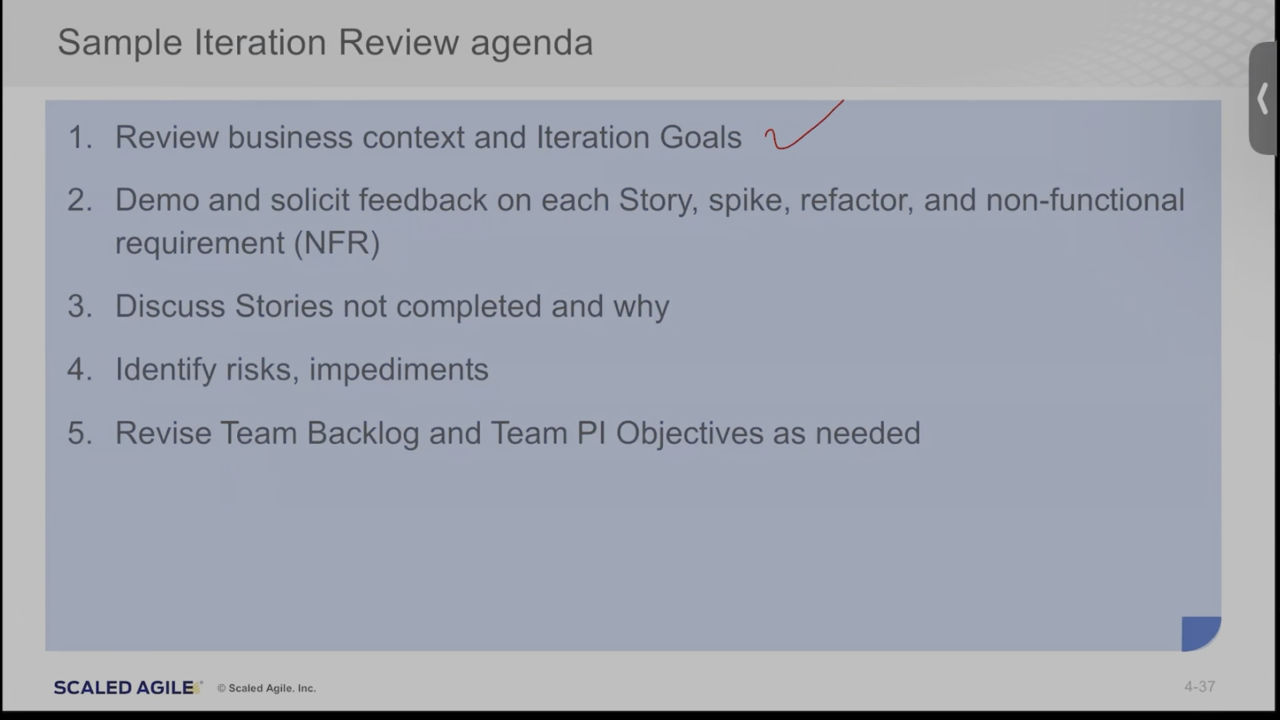 Sample Iteration Review agenda
1. Review business context and Iteration Goals
2. Demo and solicit feedback on each Story, spike, refactor, and non-functional
requirement (NFR)
3. Discuss Stories not completed and why
4. Identify risks, impediments
5. Revise Team Backlog and Team PI Objectives as needed
SCALED AGILE ® © Scaled Agile. Inc.
4-37